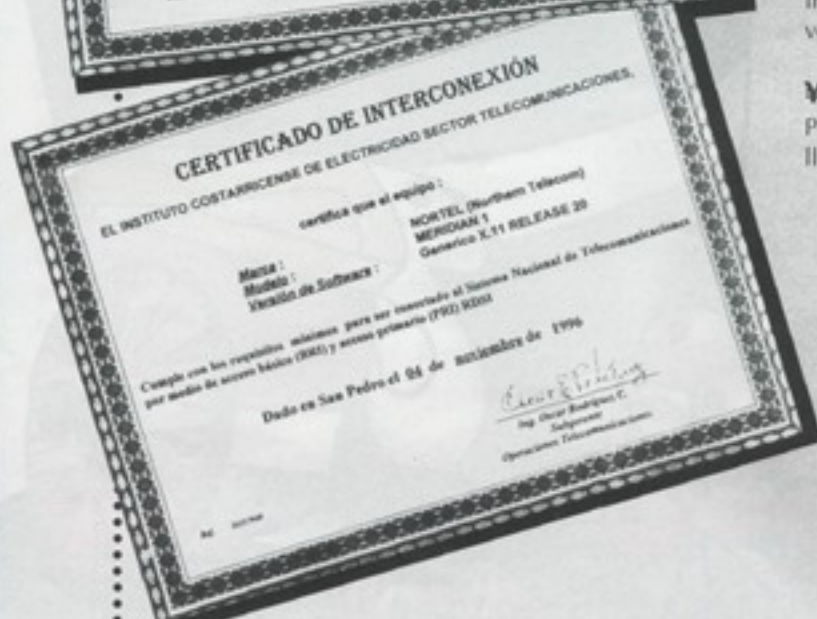 CERTIFICADO DE INTERCONEXIÓN
EL INSTITUTO COSTARRICENSE DE ELECTRICIDAD SECTOR TELECOMUNICACIONES,
certifica que el equipo :
Marca : NORTEL (Northern Telecom)
Modelo : MERIDIAN 1
Versión de Software : Generico X.11 RELEASE 20
Cumple con los requisitos mínimos para ser conectado al Sistema Nacional de Telecomunicaciones
por medio de acceso básico (BRI) y acceso primario (PRI) RDSI
Dado en San Pedro el 04 de noviembre de 1996
Ing. Oscar Rodríguez C.
Subgerente
Operaciones Telecomunicaciones